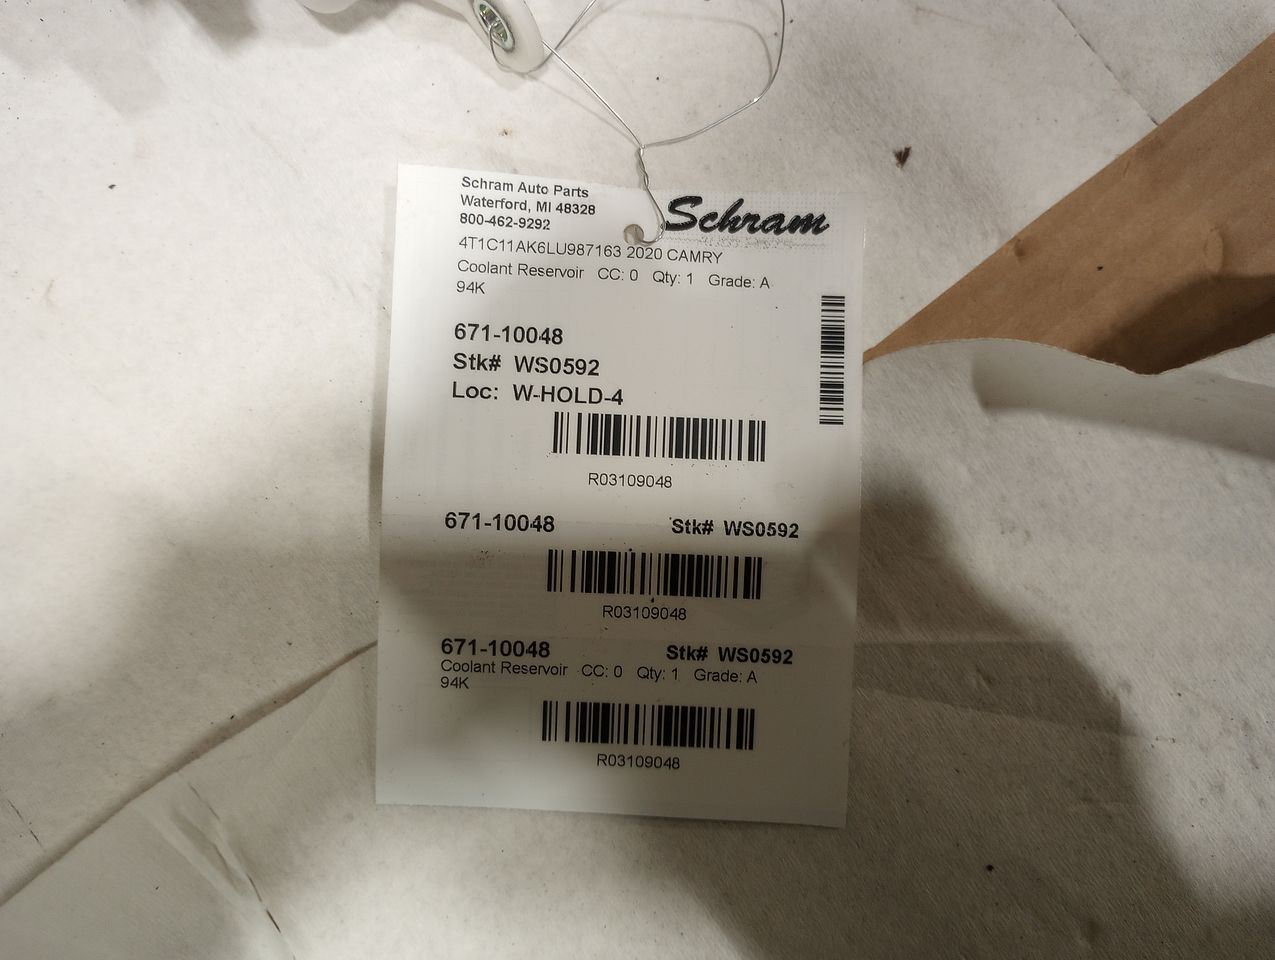 Schram Auto Parts
Waterford, MI 48328
800-462-9292
Schram
4T1C11AK6LU987163 2020 CAMRY
Coolant Reservoir CC: 0 Qty: 1 Grade: A
94K
671-10048
Stk# WS0592
Loc: W-HOLD-4
R03109048
671-10048 Stk# WS0592
R03109048
671-10048 Stk# WS0592
Coolant Reservoir CC: 0 Qty: 1 Grade: A
94K
R03109048